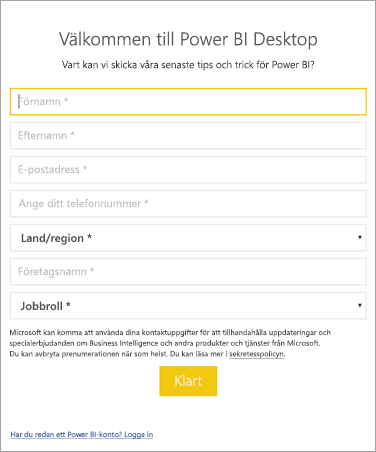 Välkommen till Power BI Desktop
Vart kan vi skicka våra senaste tips och trick för Power BI?
Förnamn *
Efternamn *
E-postadress *
Ange ditt telefonnummer *
Land/region *
Företagsnamn *
Jobbroll *
Microsoft kan komma att använda dina kontaktuppgifter för att tillhandahålla uppdateringar och
specialerbjudanden om Business Intelligence och andra produkter och tjänster från Microsoft.
Du kan avbryta prenumerationen när som helst. Du kan läsa mer i sekretesspolicyn.
Klart
Har du redan ett Power BI-konto? Logga in